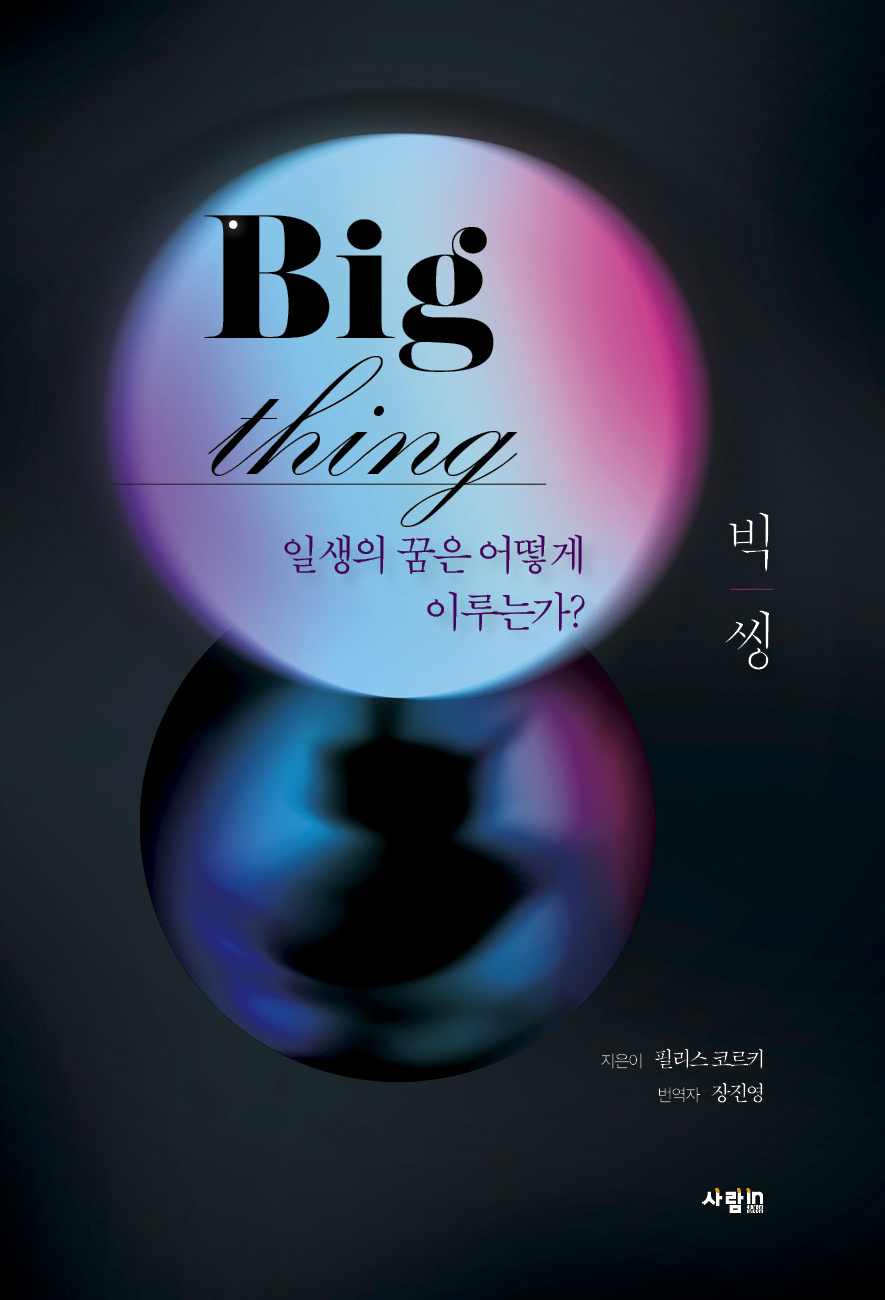 Big
thing
일생의 꿈은 어떻게
이루는가?
빅
씽
지은이 필리스 코르키
번역자 장진영
사람in